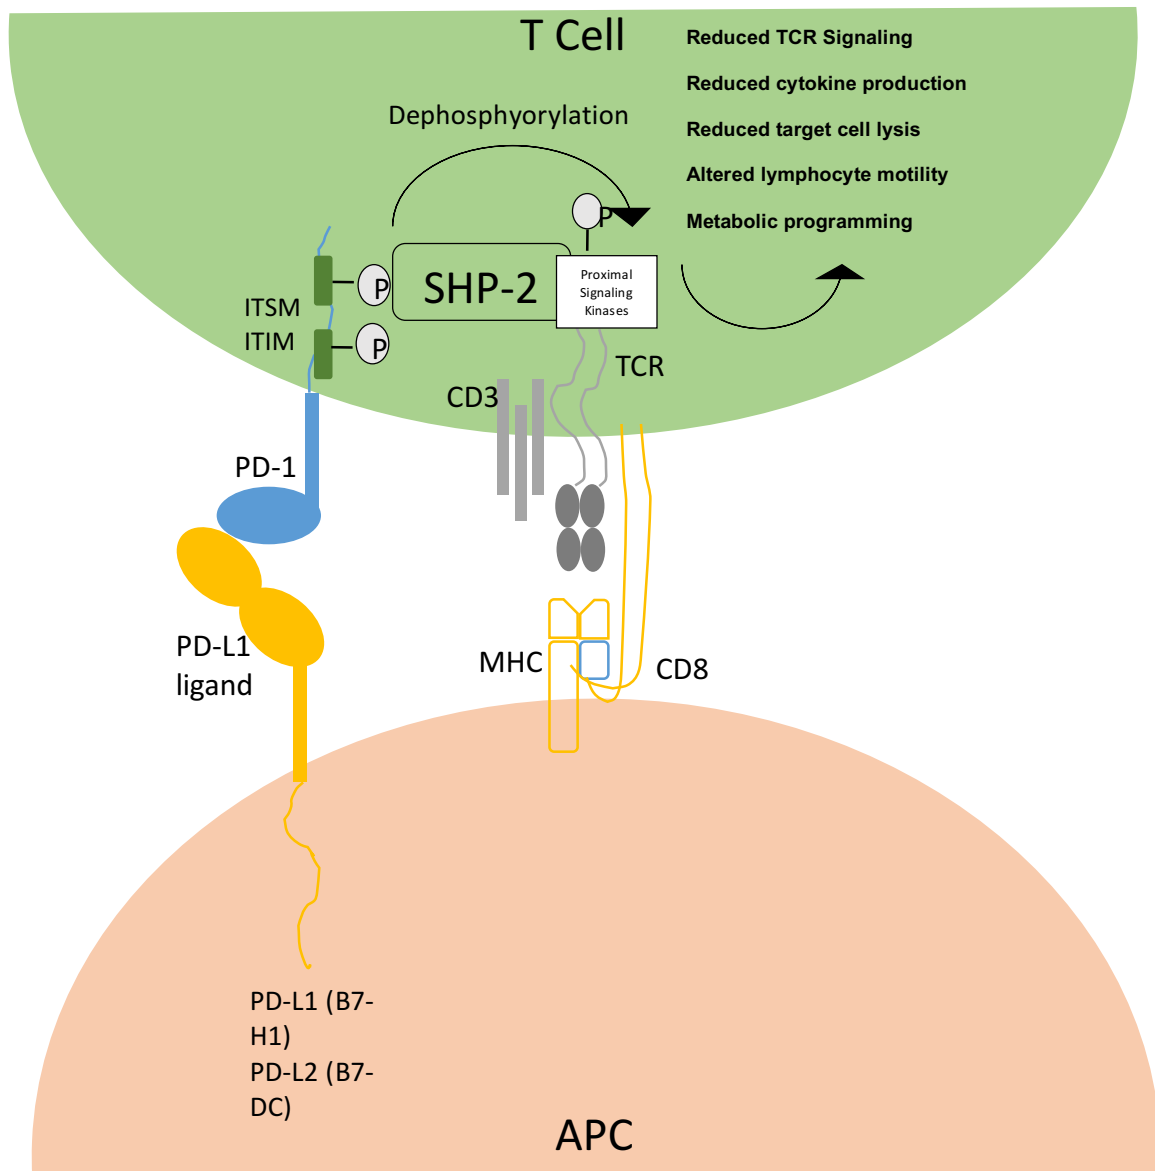 T Cell
Reduced TCR Signaling
Reduced cytokine production
Reduced target cell lysis
Altered lymphocyte motility
Metabolic programming
Dephosphyorylation
P
P
P
SHP-2
Proximal
Signaling
Kinases
ITSM
ITIM
TCR
CD3
PD-1
PD-L1
ligand
MHC
CD8
PD-L1 (B7-
H1)
PD-L2 (B7-
DC)
APC